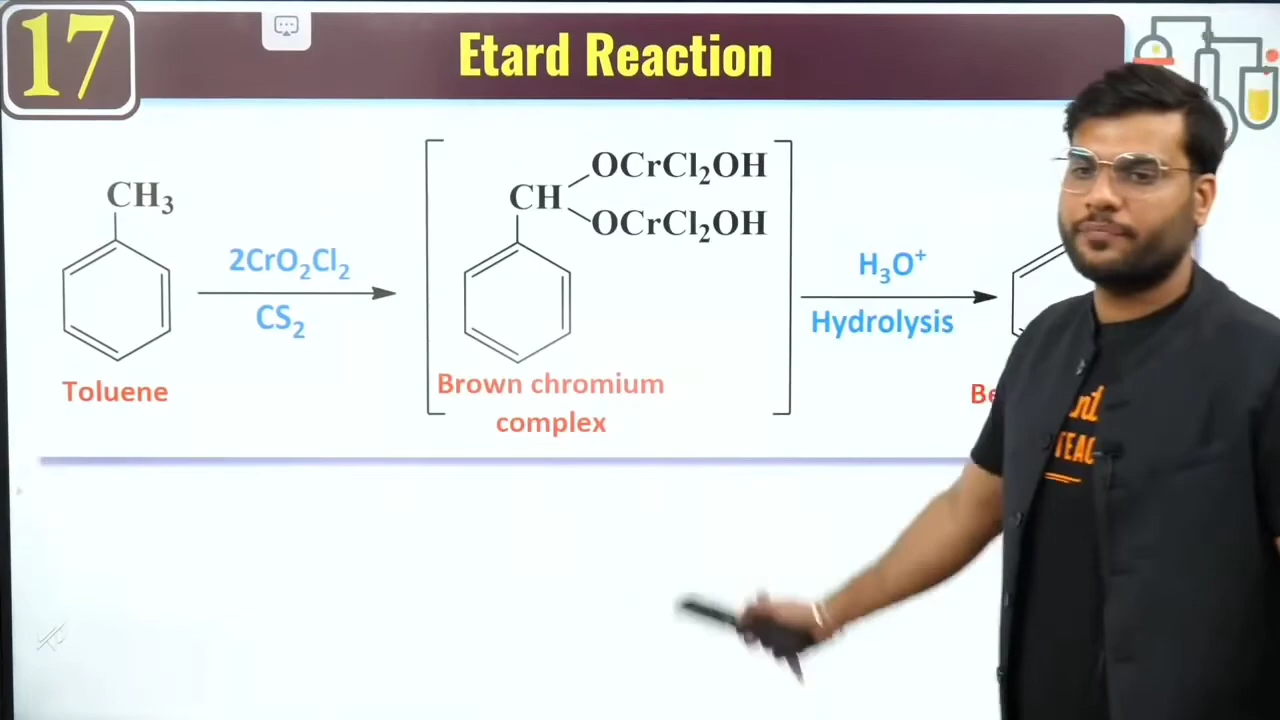 17
Etard Reaction
CH3
2CrO2Cl2
CS2
Toluene
CH
OCrCl2OH
OCrCl2OH
Brown chromium
complex
H3O+
Hydrolysis